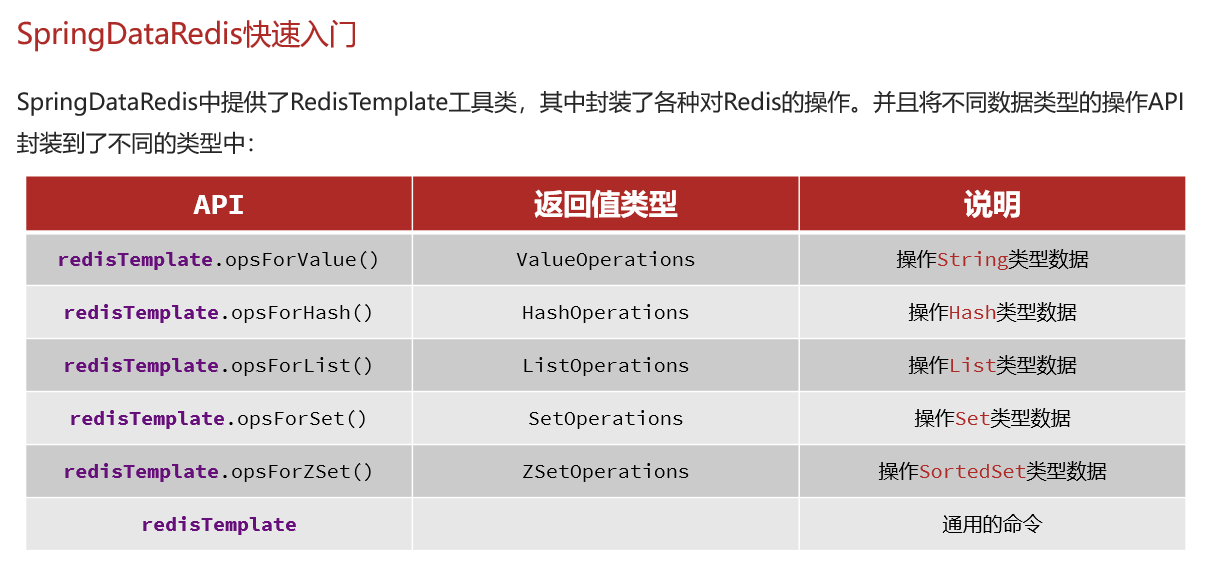 SpringDataRedis快速入门
SpringDataRedis中提供了RedisTemplate工具类，其中封装了各种对Redis的操作。并且将不同数据类型的操作API
封装到了不同的类型中：
API 返回值类型 说明
redisTemplate.opsForValue() ValueOperations 操作String类型数据
redisTemplate.opsForHash() HashOperations 操作Hash类型数据
redisTemplate.opsForList() ListOperations 操作List类型数据
redisTemplate.opsForSet() SetOperations 操作Set类型数据
redisTemplate.opsForZSet() ZSetOperations 操作SortedSet类型数据
redisTemplate 通用的命令